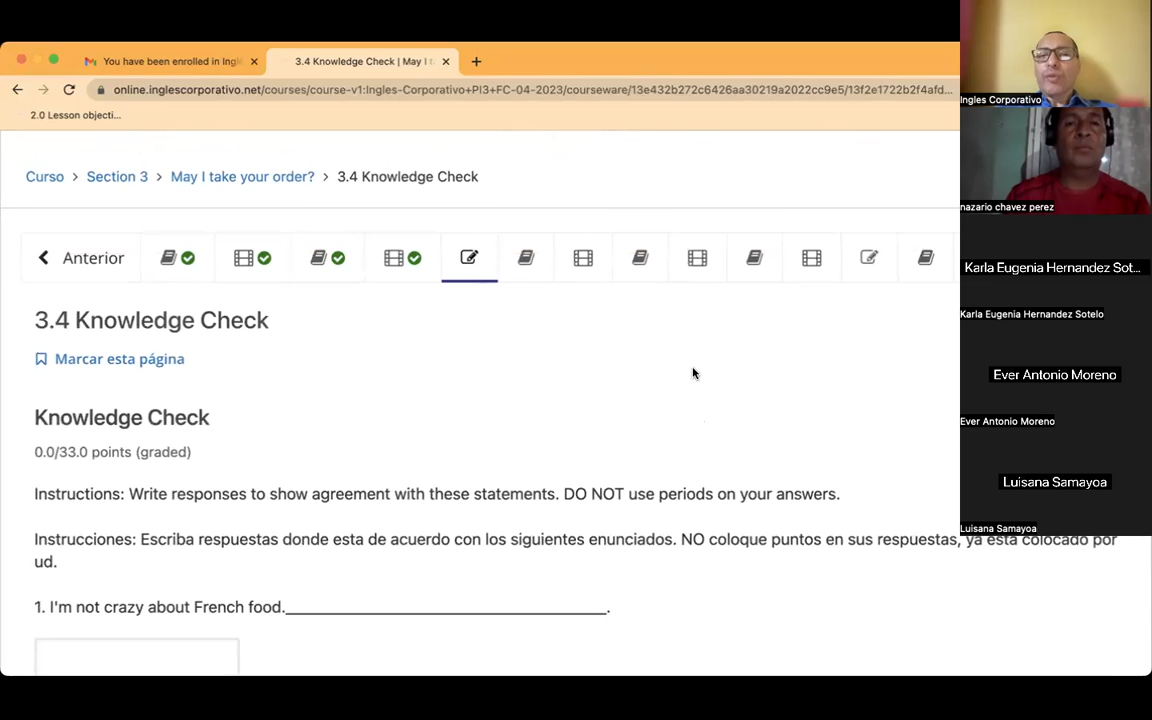 You have been enrolled in Ingl
3.4 Knowledge Check | May I t
online.inglescorporativo.net/courses/course-v1:Ingles-Corporativo+PI3+FC-04-2023/courseware/13e432b272c6426aa30219a2022cc9e5/13f2e1722b2f4afd...
2.0 Lesson objecti...
Curso > Section 3 > May I take your order? > 3.4 Knowledge Check
Anterior
3.4 Knowledge Check
Marcar esta página
Knowledge Check
0.0/33.0 points (graded)
Instructions: Write responses to show agreement with these statements. DO NOT use periods on your answers.
Instrucciones: Escriba respuestas donde esta de acuerdo con los siguientes enunciados. NO coloque puntos en sus respuestas, ya esta colocado por
ud.
1. I'm not crazy about French food.___________________________________.
Ingles Corporativo
nazario chavez perez
Karla Eugenia Hernandez Sot...
Karla Eugenia Hernandez Sotelo
Ever Antonio Moreno
Ever Antonio Moreno
Luisana Samayoa
Luisana Samayoa